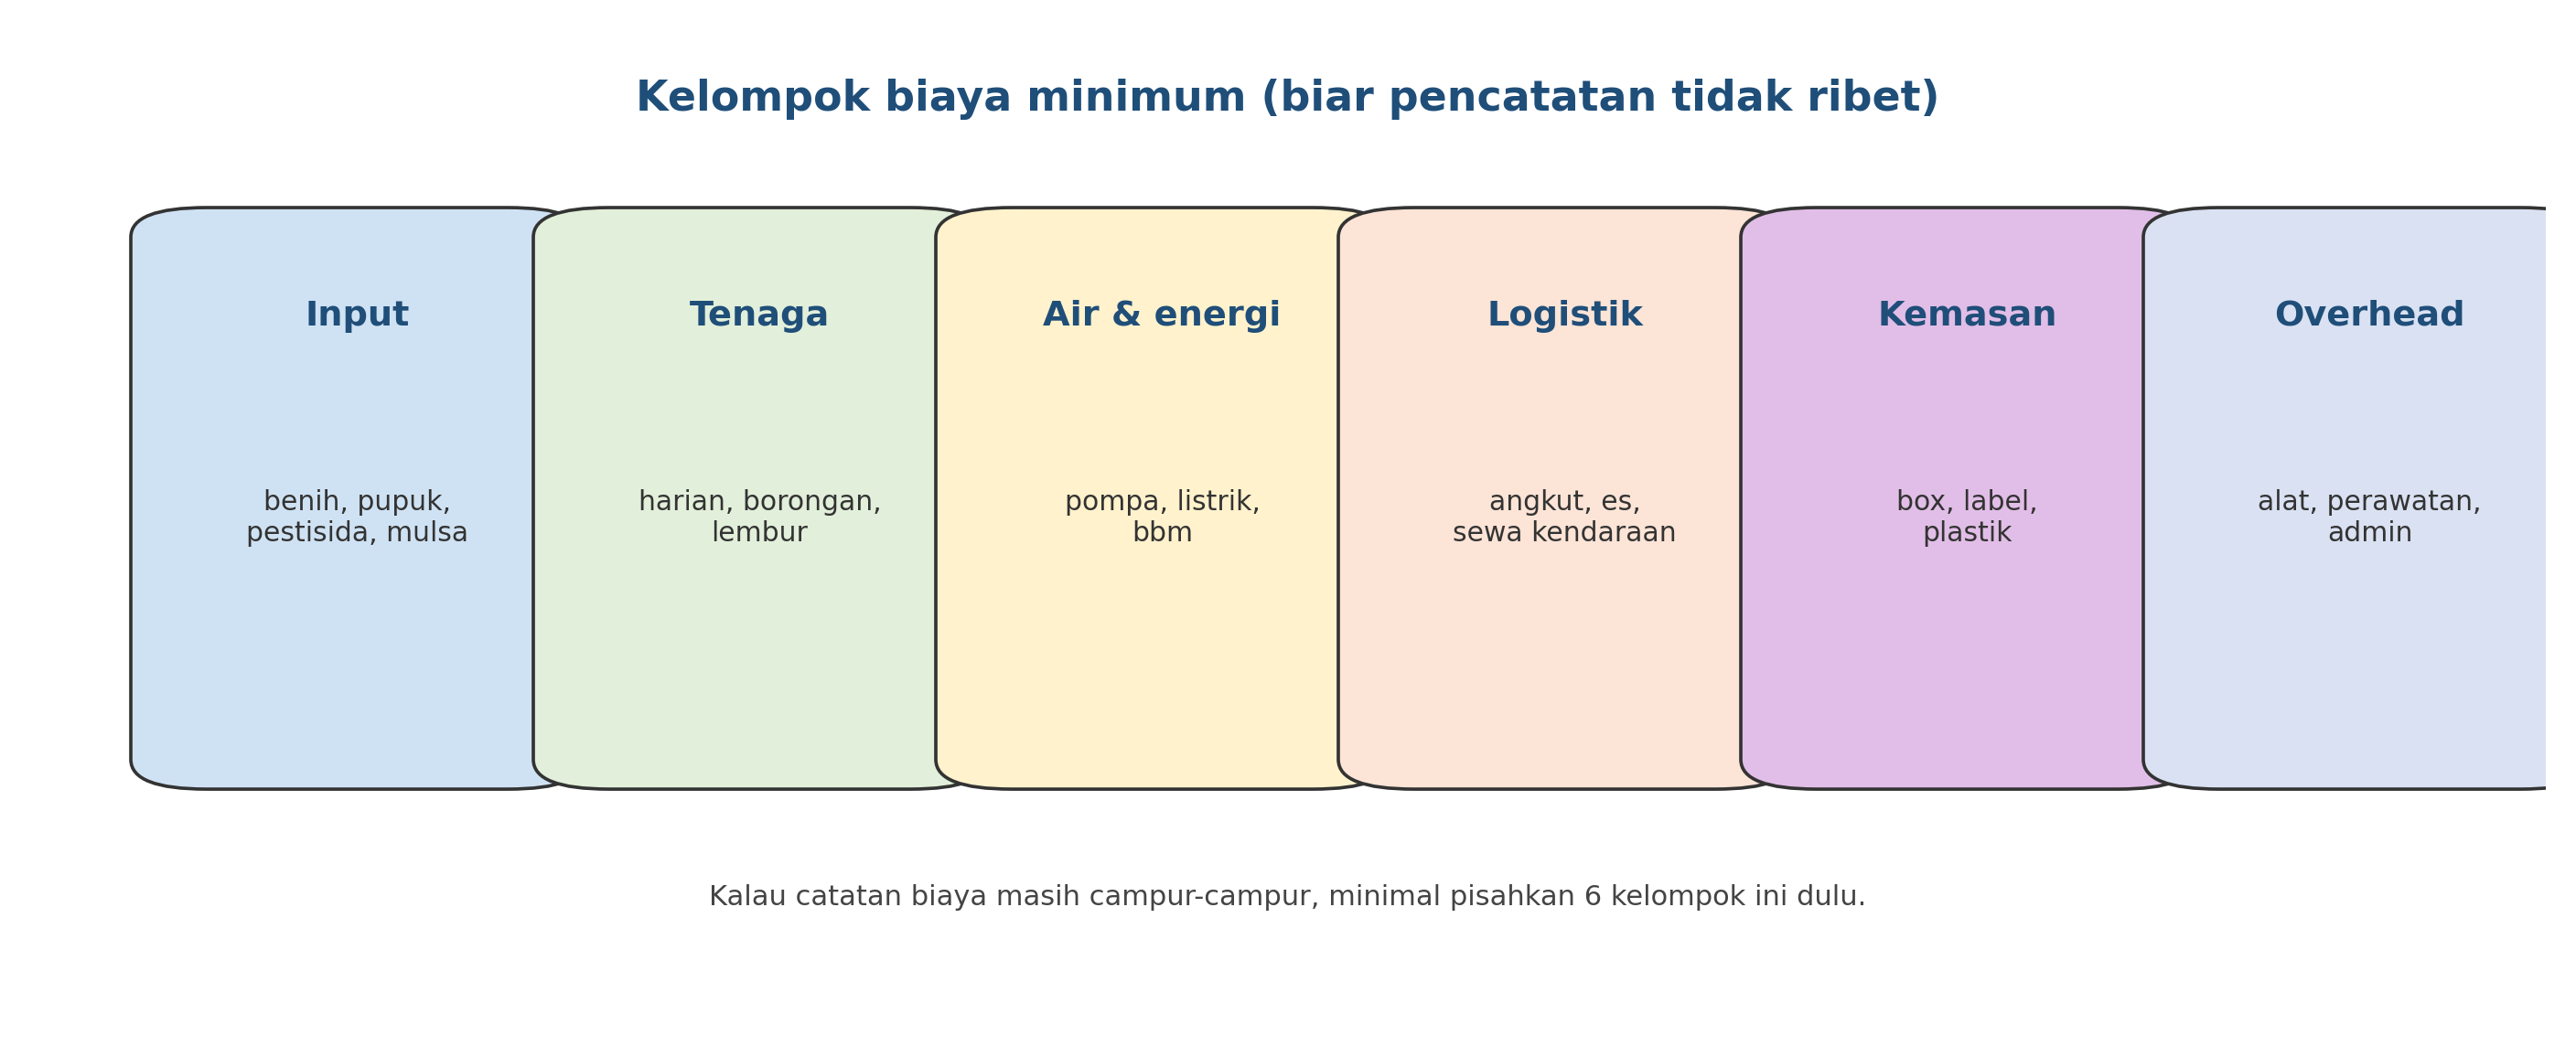 Kelompok biaya minimum (biar pencatatan tidak ribet)
Input
benih, pupuk,
pestisida, mulsa
Tenaga
harian, borongan,
lembur
Air & energi
pompa, listrik,
bbm
Logistik
angkut, es,
sewa kendaraan
Kemasan
box, label,
plastik
Overhead
alat, perawatan,
admin
Kalau catatan biaya masih campur-campur, minimal pisahkan 6 kelompok ini dulu.